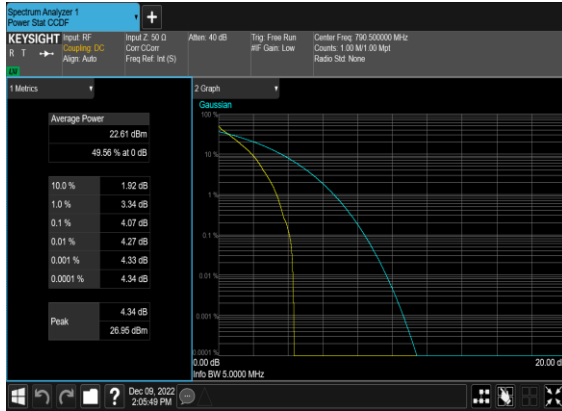 Spectrum Analyzer 1
Power Stat CCDF
+
KEYSIGHT
R T
LU
Input: RF
Coupling: DC
Align: Auto
Input Z: 50 Ω
Corr CCorr
Freq Ref: Int (S)
Atten: 40 dB
Trig: Free Run
#IF Gain: Low
Center Freq: 790.500000 MHz
Counts: 1.00 M/1.00 Mpt
Radio Std: None
1 Metrics
Average Power
22.61 dBm
49.56 % at 0 dB
10.0 % 1.92 dB
1.0 % 3.34 dB
0.1 % 4.07 dB
0.01 % 4.27 dB
0.001 % 4.33 dB
0.0001 % 4.34 dB
Peak
4.34 dB
26.95 dBm
2 Graph
Gaussian
100 %
10 %
1 %
0.1 %
0.01 %
0.001 %
0.0001 %
0.00 dB
20.00 d
Info BW 5.0000 MHz
?
Dec 09, 2022
2:05:49 PM